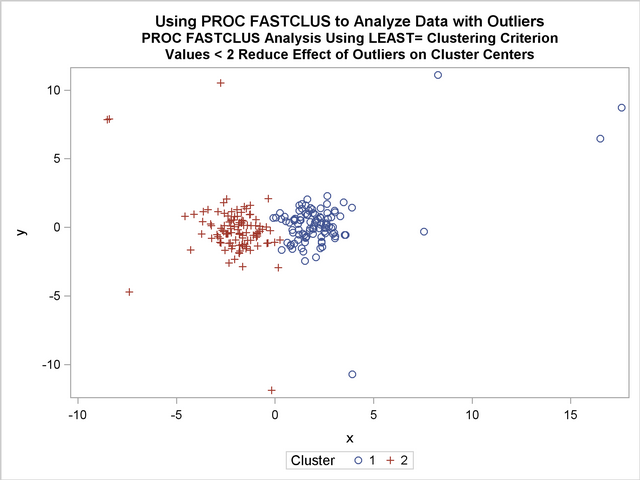 Using PROC FASTCLUS to Analyze Data with Outliers
PROC FASTCLUS Analysis Using LEAST= Clustering Criterion
Values < 2 Reduce Effect of Outliers on Cluster Centers
10
5
0
-5
-10
y
-10 -5 0 5 10 15
x
Cluster 1 2